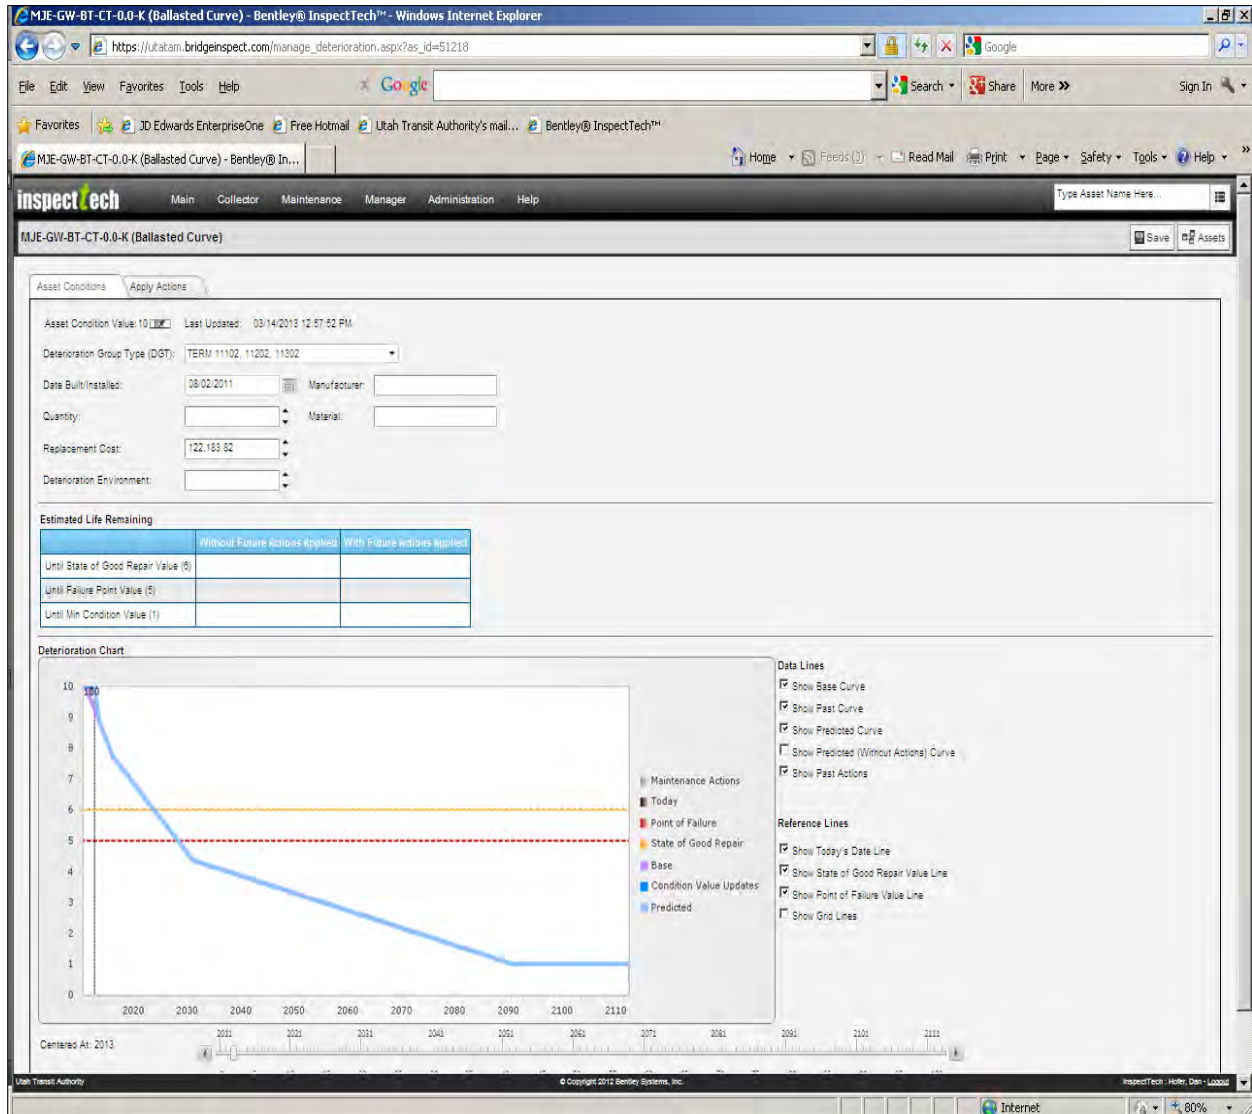 MJE-GW-BT-CT-0.0-K (Ballasted Curve) - Bentley® InspectTech™ - Windows Internet Explorer
https://utatam.bridgeinspect.com/manage_deterioration.aspx?as_id=51218
Google
File Edit View Favorites Tools Help
x Google
Search Share More » Sign In
Favorites JD Edwards EnterpriseOne Free Hotmail Utah Transit Authority's mail... Bentley® InspectTech™
MJE-GW-BT-CT-0.0-K (Ballasted Curve) - Bentley® In...
Home Feeds (J) Read Mail Print Page Safety Tools Help »
inspecttech Main Collector Maintenance Manager Administration Help
Type Asset Name Here...
MJE-GW-BT-CT-0.0-K (Ballasted Curve)
Save Assets
Asset Conditions Apply Actions
Asset Condition Value: 10 Last Updated: 03/14/2013 12:57:52 PM
Deterioration Group Type (DGT): TERM 11102, 11202, 11302
Date Built/Installed: 08/02/2011 Manufacturer:
Quantity: Material:
Replacement Cost: 122,183.82
Deterioration Environment:
Estimated Life Remaining
Without Future Actions Applied With Future Actions Applied
Until State of Good Repair Value (6)
Until Failure Point Value (5)
Until Min Condition Value (1)
Deterioration Chart
10
9
8
7
6
5
4
3
2
1
0
2020 2030 2040 2050 2060 2070 2080 2090 2100 2110
Maintenance Actions
Today
Point of Failure
State of Good Repair
Base
Condition Value Updates
Predicted
Data Lines
Show Base Curve
Show Past Curve
Show Predicted Curve
Show Predicted (Without Actions) Curve
Show Past Actions
Reference Lines
Show Today's Date Line
Show State of Good Repair Value Line
Show Point of Failure Value Line
Show Grid Lines
Centered At: 2013
2011 2021 2031 2041 2051 2061 2071 2081 2091 2101 2111
Utah Transit Authority
© Copyright 2012 Bentley Systems, Inc.
InspectTech : Hofer, Dan - Logout
Internet
80%